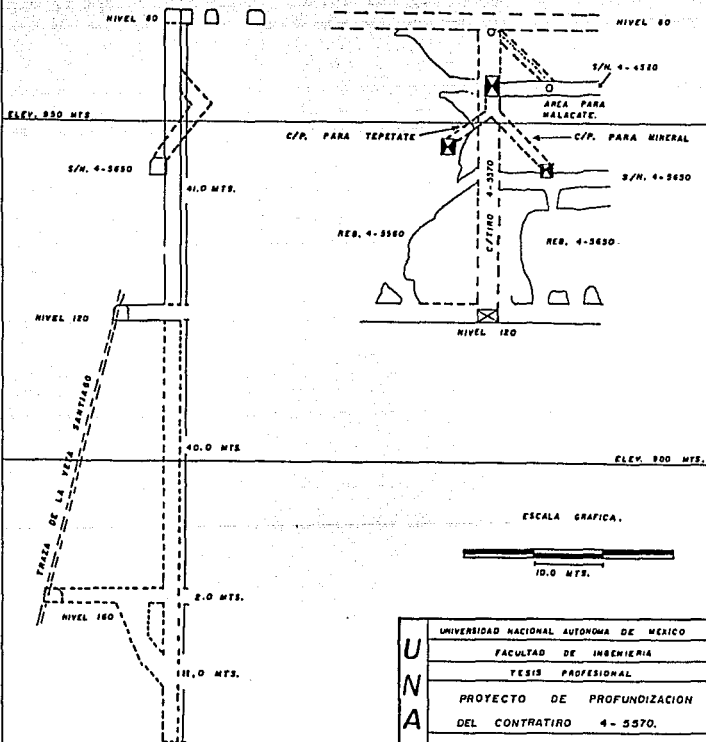 NIVEL 80
ELEV. 950 MTS
S/N. 4-5650
41.0 MTS.
NIVEL 120
TRAZA DE LA VETA SANTIAGO
40.0 MTS.
2.0 MTS.
NIVEL 160
11.0 MTS.
NIVEL 80
S/N. 4-4520
AREA PARA
MALACATE.
C/P. PARA TEPETATE
C/P. PARA MINERAL
S/N. 4-5650
C/TIRO 4-5570
REB. 4-5560
REB. 4-5650
NIVEL 120
ELEV. 900 MTS.
ESCALA GRAFICA.
10.0 MTS.
UNA
UNIVERSIDAD NACIONAL AUTONOMA DE MEXICO
FACULTAD DE INGENIERIA
TESIS PROFESIONAL
PROYECTO DE PROFUNDIZACION
DEL CONTRATIRO 4-5570.